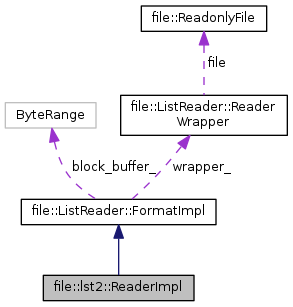 file::ReadonlyFile
file
ByteRange
file::ListReader::Reader
Wrapper
block_buffer_
wrapper_
file::ListReader::FormatImpl
file::lst2::ReaderImpl